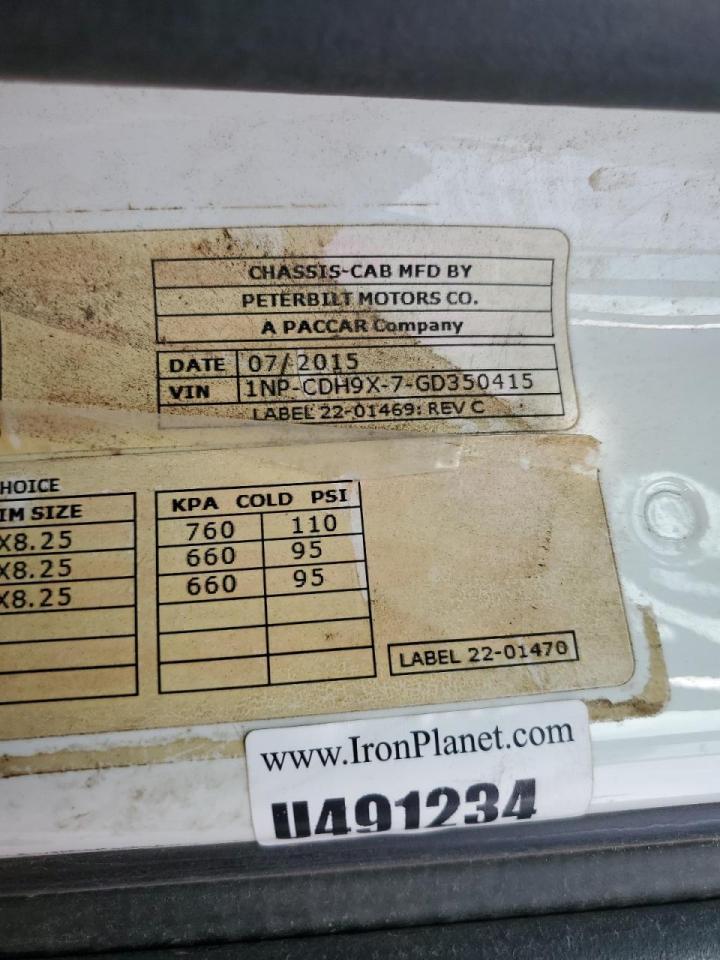 CHASSIS-CAB MFD BY
PETERBILT MOTORS CO.
A PACCAR Company
DATE 07/2015
VIN 1NP-CDH9X-7-GD350415
LABEL 22-01469: REV C
HOICE
IM SIZE KPA COLD PSI
X8.25 760 110
X8.25 660 95
X8.25 660 95
LABEL 22-01470
www.IronPlanet.com
U491234